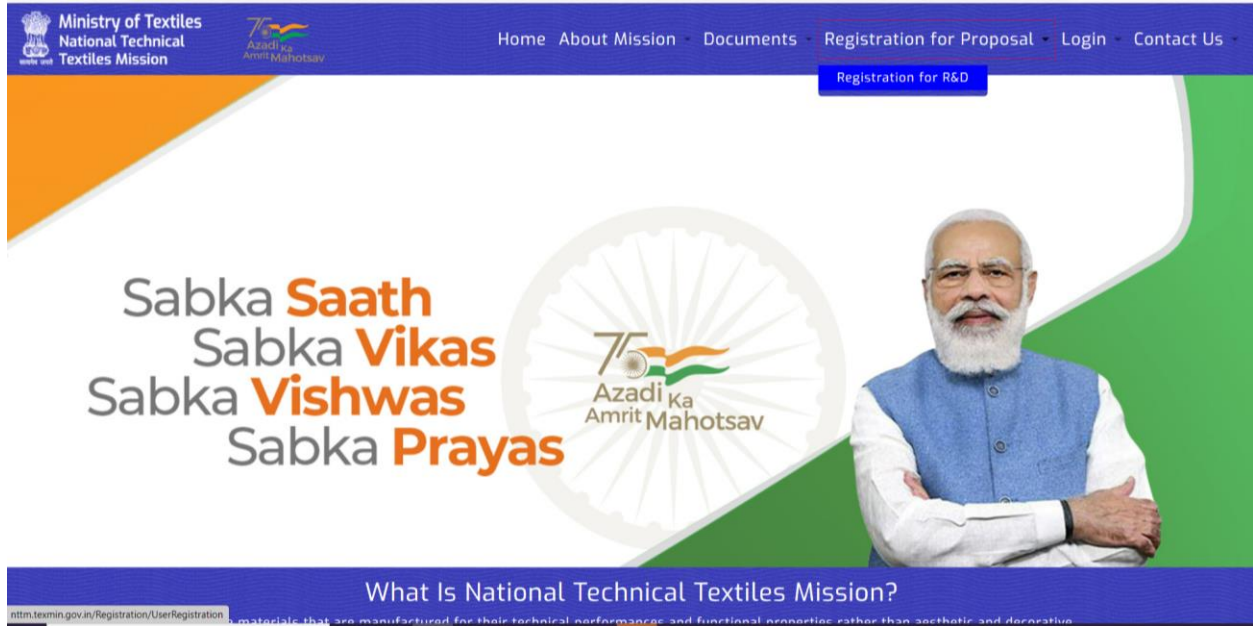 Ministry of Textiles
National Technical
Textiles Mission
75
Azadi Ka
Amrit Mahotsav
Home About Mission Documents Registration for Proposal Login Contact Us
Registration for R&D
Sabka Saath
Sabka Vikas
Sabka Vishwas
Sabka Prayas
75
Azadi Ka
Amrit Mahotsav
What Is National Technical Textiles Mission?
nttm.texmin.gov.in/Registration/UserRegistration
materials that are manufactured for their technical performances and functional properties rather than aesthetic and decorative